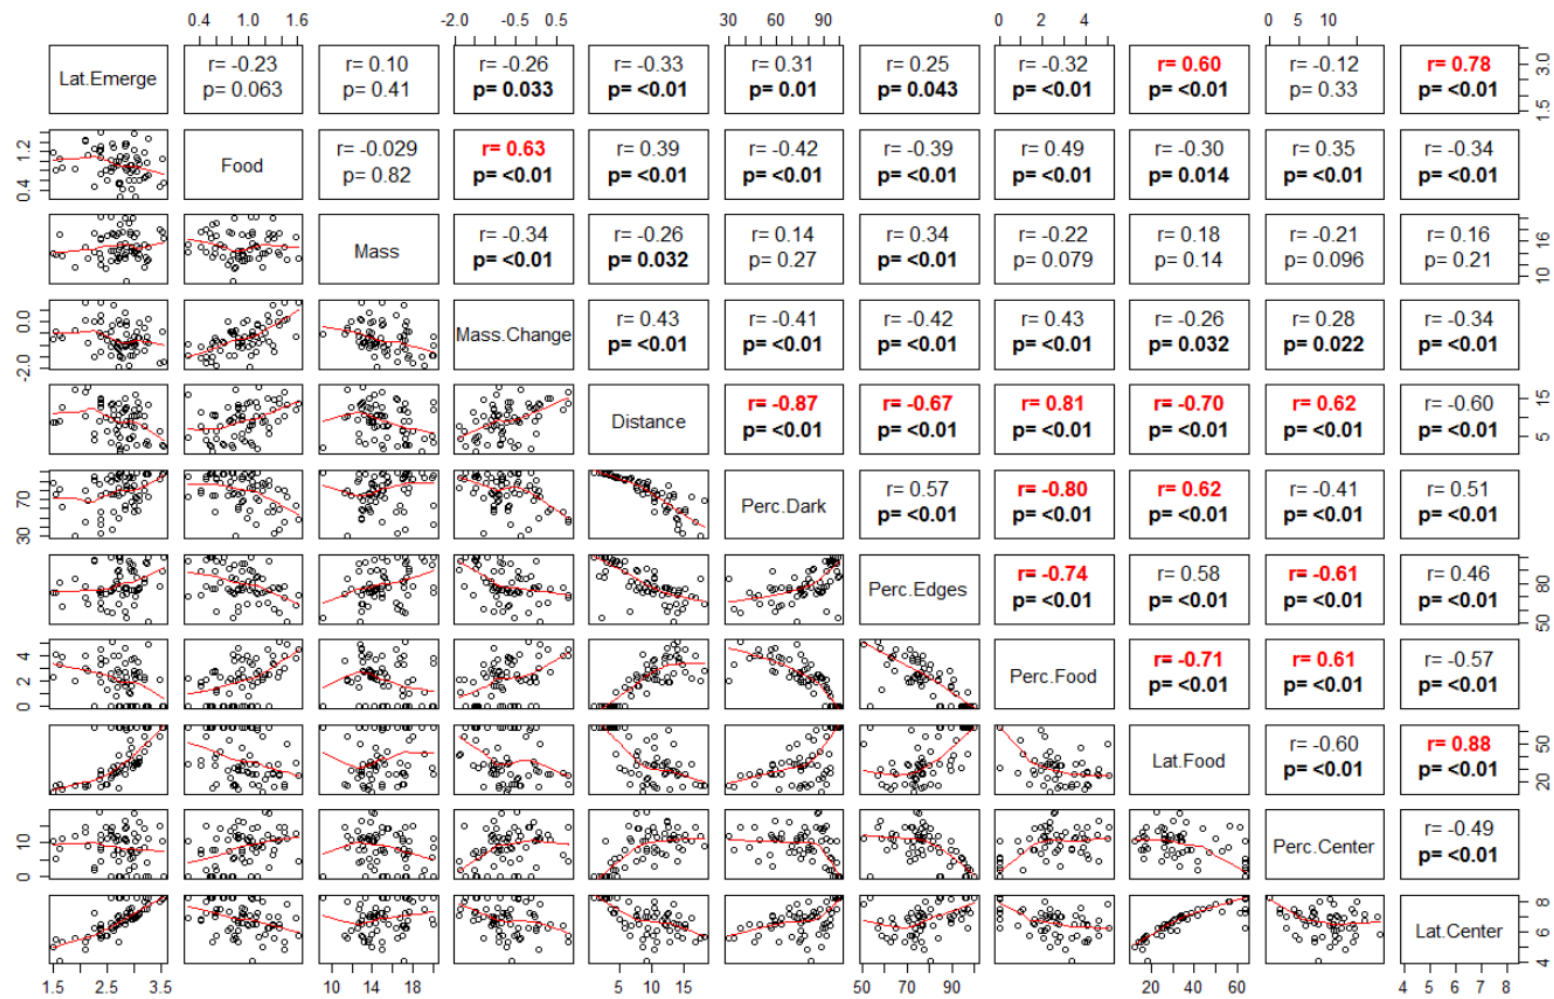 0.4 1.0 1.6 -2.0 -0.5 0.5 30 60 90 0 2 4 0 5 10
Lat.Emerge r= -0.23 r= 0.10 r= -0.26 r= -0.33 r= 0.31 r= 0.25 r= -0.32 r= 0.60 r= -0.12 r= 0.78 1.5 3.0
p= 0.063 p= 0.41 p= 0.033 p= <0.01 p= 0.01 p= 0.043 p= <0.01 p= <0.01 p= 0.33 p= <0.01
0.4 1.2 Food r= -0.029 r= 0.63 r= 0.39 r= -0.42 r= -0.39 r= 0.49 r= -0.30 r= 0.35 r= -0.34
p= 0.82 p= <0.01 p= <0.01 p= <0.01 p= <0.01 p= <0.01 p= 0.014 p= <0.01 p= <0.01
Mass r= -0.34 r= -0.26 r= 0.14 r= 0.34 r= -0.22 r= 0.18 r= -0.21 r= 0.16 10 16
p= <0.01 p= 0.032 p= 0.27 p= <0.01 p= 0.079 p= 0.14 p= 0.096 p= 0.21
-2.0 0.0 Mass.Change r= 0.43 r= -0.41 r= -0.42 r= 0.43 r= -0.26 r= 0.28 r= -0.34
p= <0.01 p= <0.01 p= <0.01 p= <0.01 p= 0.032 p= 0.022 p= <0.01
Distance r= -0.87 r= -0.67 r= 0.81 r= -0.70 r= 0.62 r= -0.60 5 15
p= <0.01 p= <0.01 p= <0.01 p= <0.01 p= <0.01 p= <0.01
30 70 Perc.Dark r= 0.57 r= -0.80 r= 0.62 r= -0.41 r= 0.51
p= <0.01 p= <0.01 p= <0.01 p= <0.01 p= <0.01
Perc.Edges r= -0.74 r= 0.58 r= -0.61 r= 0.46 50 80
p= <0.01 p= <0.01 p= <0.01 p= <0.01
0 2 4 Perc.Food r= -0.71 r= 0.61 r= -0.57
p= <0.01 p= <0.01 p= <0.01
Lat.Food r= -0.60 r= 0.88 20 50
p= <0.01 p= <0.01
0 10 Perc.Center r= -0.49
p= <0.01
Lat.Center 4 6 8
1.5 2.5 3.5 10 14 18 5 10 15 50 70 90 20 40 60 4 5 6 7 8